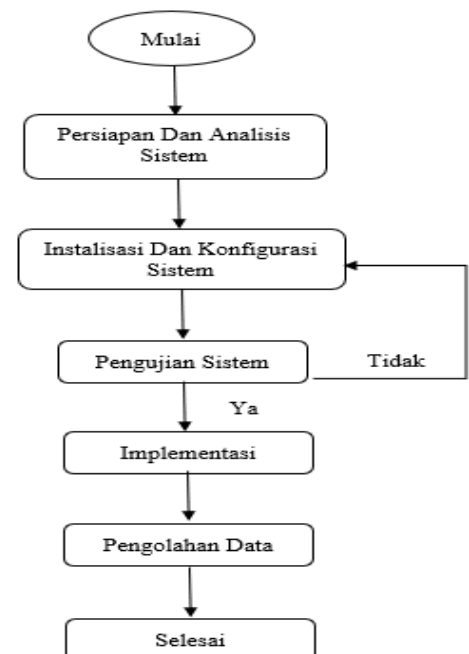 Mulai
Persiapan Dan Analisis
Sistem
Instalisasi Dan Konfigurasi
Sistem
Pengujian Sistem
Tidak
Ya
Implementasi
Pengolahan Data
Selesai